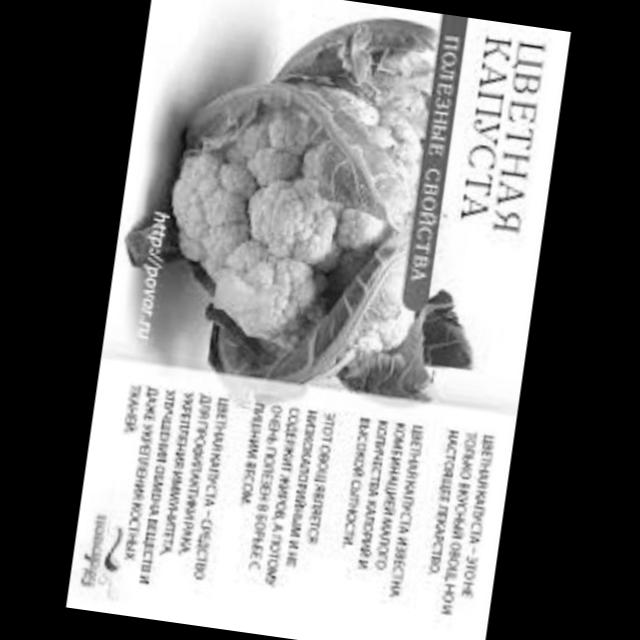 ЦВЕТНАЯ
КАПУСТА
ПОЛЕЗНЫЕ СВОЙСТВА
http://povar.ru
ЦВЕТНАЯ КАПУСТА – ЭТО НЕ
ТОЛЬКО ВКУСНЫЙ ОВОЩ, НО И
НАСТОЯЩЕЕ ЛЕКАРСТВО.
ЦВЕТНАЯ КАПУСТА ИЗВЕСТНА
КОМБИНАЦИЕЙ МАЛОГО
КОЛИЧЕСТВА КАЛОРИЙ И
ВЫСОКОЙ СЫТНОСТИ.
ЭТОТ ОВОЩ ЯВЛЯЕТСЯ
НИЗКОКАЛОРИЙНЫМ И НЕ
СОДЕРЖИТ ЖИРОВ, А ПОТОМУ
ОЧЕНЬ ПОЛЕЗЕН В БОРЬБЕ С
ЛИШНИМ ВЕСОМ.
ЦВЕТНАЯ КАПУСТА – СРЕДСТВО
ДЛЯ ПРОФИЛАКТИКИ РАКА,
УКРЕПЛЕНИЯ ИММУНИТЕТА,
УЛУЧШЕНИЯ ОБМЕНА ВЕЩЕСТВ И
ДАЖЕ УКРЕПЛЕНИЯ КОСТНЫХ
ТКАНЕЙ.